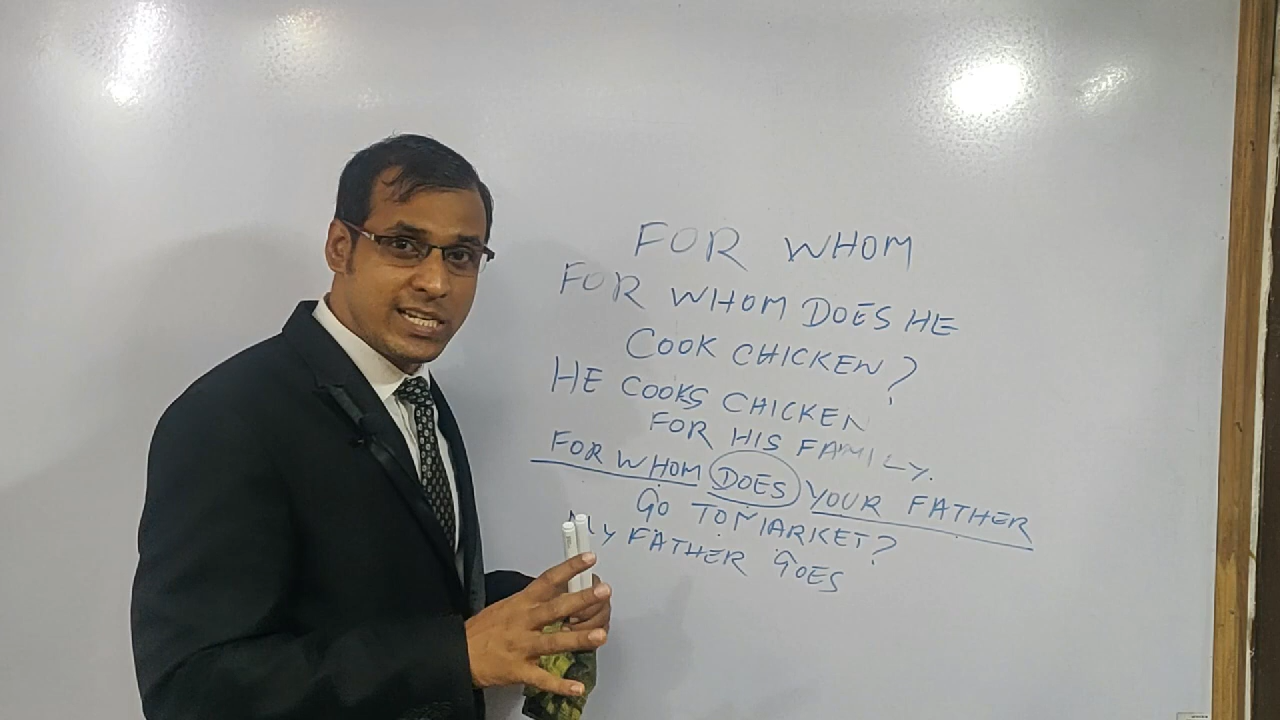 FOR WHOM
FOR WHOM DOES HE
COOK CHICKEN?
HE COOKS CHICKEN
FOR HIS FAMILY.
FOR WHOM DOES YOUR FATHER
GO TO MARKET?
MY FATHER GOES